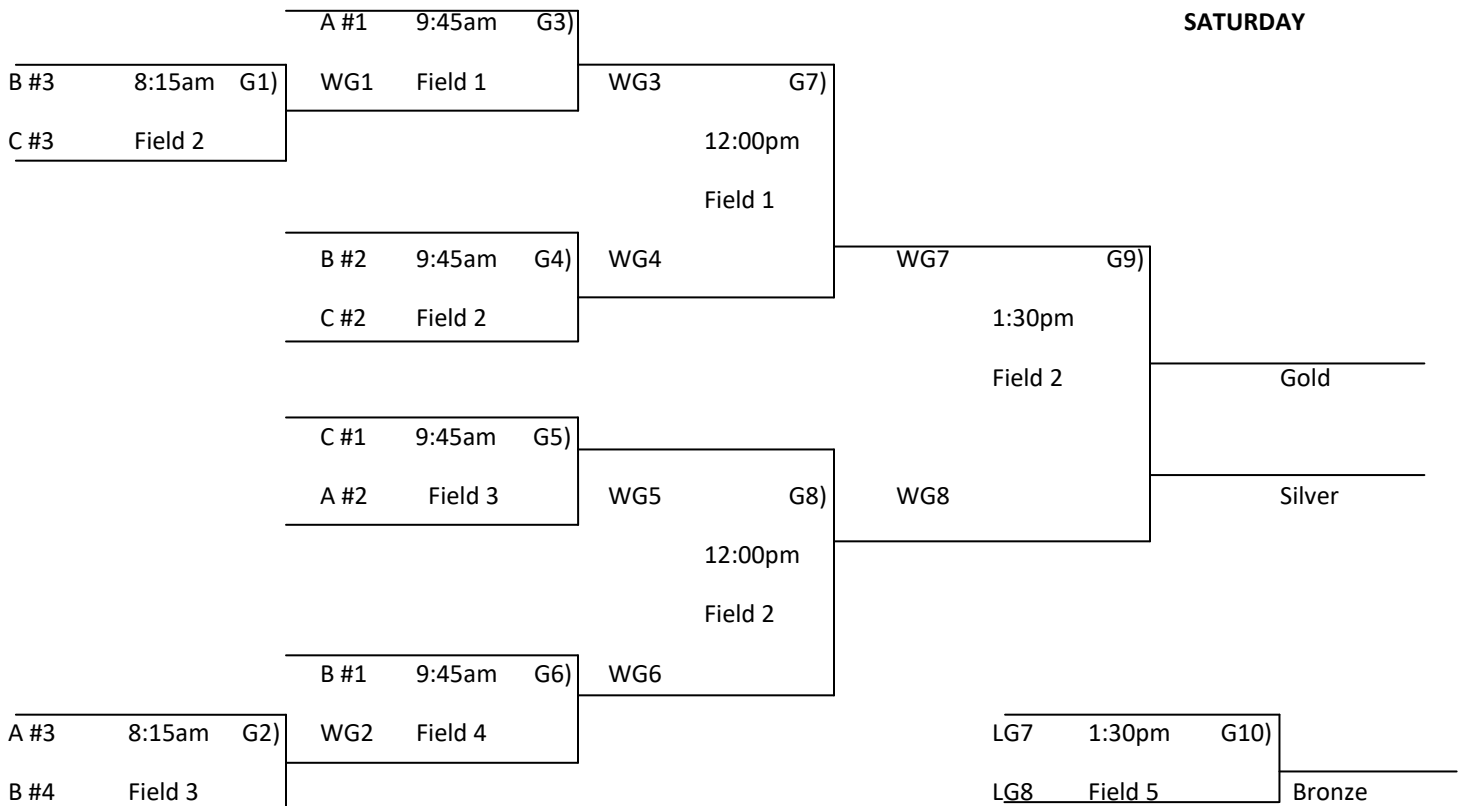 A #1 9:45am G3) SATURDAY
B #3 8:15am G1) WG1 Field 1 WG3 G7)
C #3 Field 2 12:00pm
Field 1
B #2 9:45am G4) WG4 WG7 G9)
C #2 Field 2 1:30pm
Field 2 Gold
C #1 9:45am G5)
A #2 Field 3 WG5 G8) WG8 Silver
12:00pm
Field 2
B #1 9:45am G6) WG6
A #3 8:15am G2) WG2 Field 4 LG7 1:30pm G10)
B #4 Field 3 LG8 Field 5 Bronze